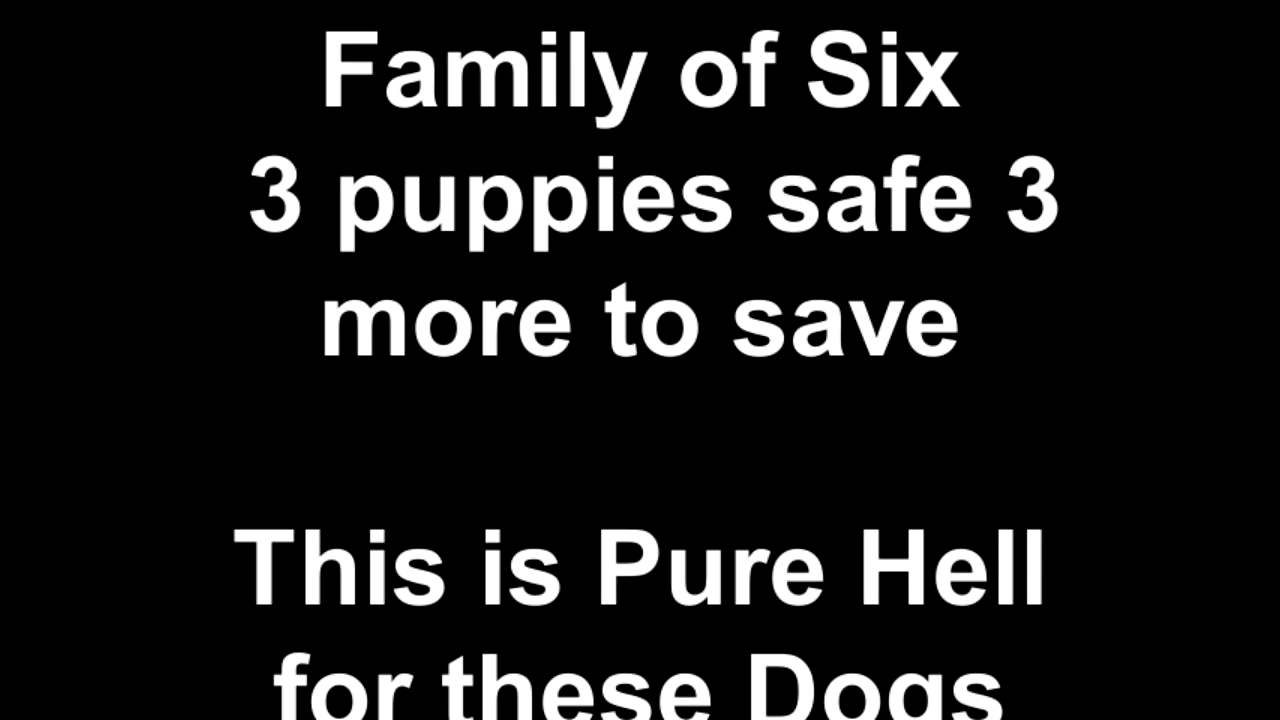 Family of Six
3 puppies safe 3
more to save
This is Pure Hell
for these Dogs